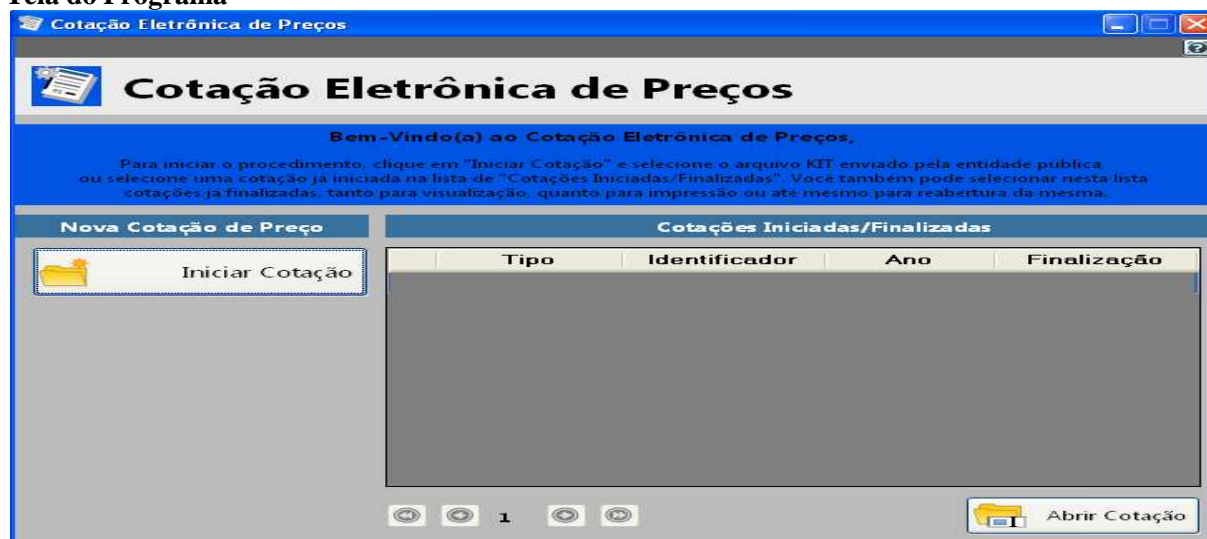 Tela do Programa
Cotação Eletrônica de Preços
Cotação Eletrônica de Preços
Bem-Vindo(a) ao Cotação Eletrônica de Preços,
Para iniciar o procedimento, clique em "Iniciar Cotação" e selecione o arquivo KIT enviado pela entidade publica
ou selecione uma cotação ja iniciada na lista de "Cotações Iniciadas/Finalizadas". Você também pode selecionar nesta lista
cotações ja finalizadas, tanto para visualização, quanto para impressão ou até mesmo para reabertura da mesma.
Nova Cotação de Preço
Cotações Iniciadas/Finalizadas
Iniciar Cotação
Tipo Identificador Ano Finalização
1
Abrir Cotação